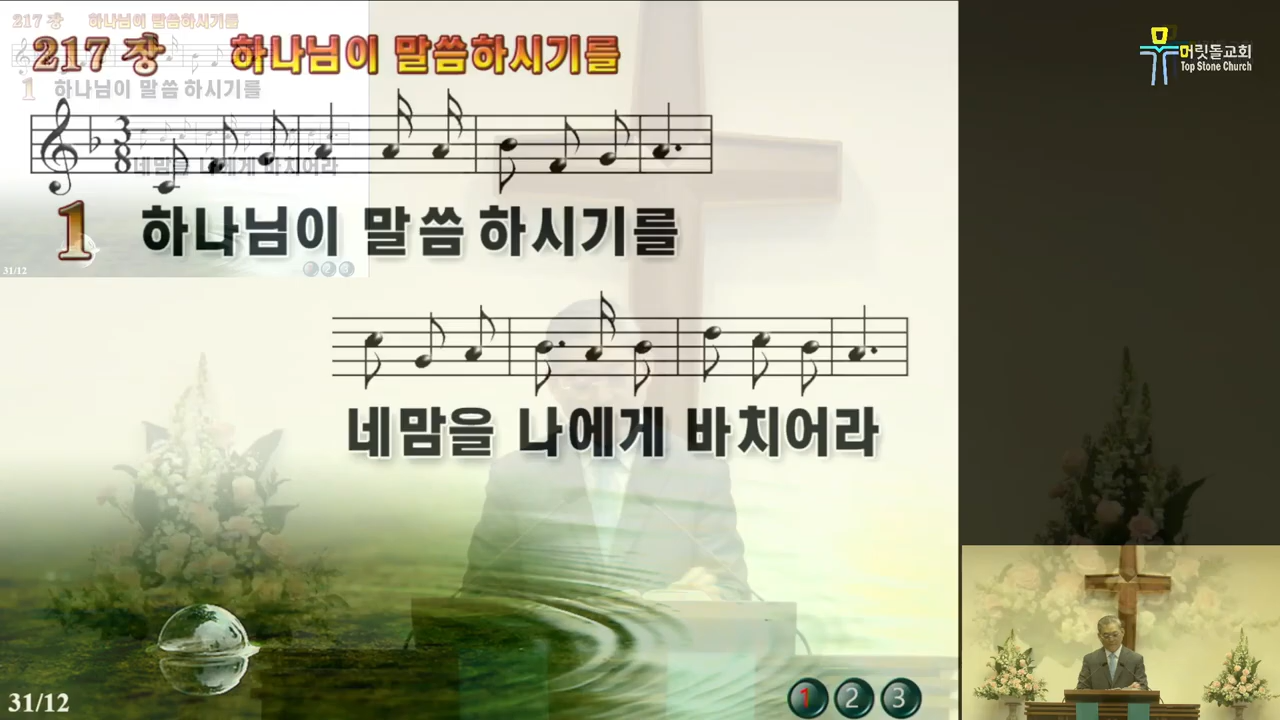 217 장 하나님이 말씀하시기를
1 하나님이 말씀 하시기를
217 장 하나님이 말씀하시기를
1 하나님이 말씀 하시기를
네맘을 나에게 바치어라
네맘을 나에게 바치어라
31/12
31/12
1 2 3
1 2 3
머릿돌교회
Top Stone Church